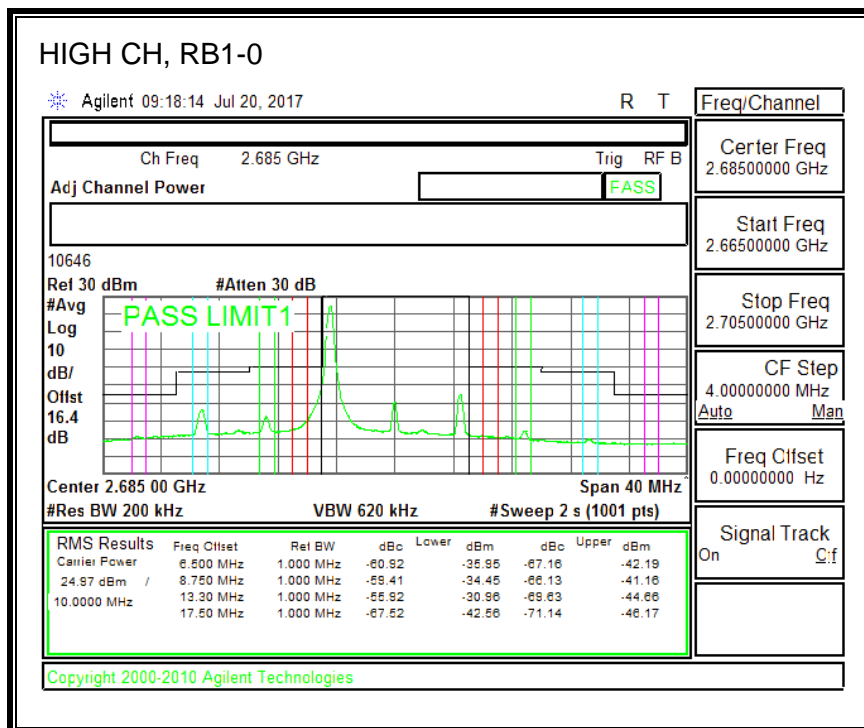 HIGH CH, RB1-0
Agilent 09:18:14 Jul 20, 2017 R T
Ch Freq 2.685 GHz Trig RF B
Adj Channel Power PASS
10646
Ref 30 dBm #Atten 30 dB
#Avg
Log
10
dB/
Offst
16.4
dB
PASS LIMIT1
Center 2.685 00 GHz Span 40 MHz
#Res BW 200 kHz VBW 620 kHz #Sweep 2 s (1001 pts)
RMS Results Freq Offset Ref BW dBc Lower dBm dBc Upper dBm
Carrier Power 6.500 MHz 1.000 MHz -60.92 -35.95 -67.16 -42.19
24.97 dBm / 8.750 MHz 1.000 MHz -59.41 -34.45 -66.13 -41.16
10.0000 MHz 13.30 MHz 1.000 MHz -55.92 -30.96 -69.63 -44.66
17.50 MHz 1.000 MHz -67.52 -42.56 -71.14 -46.17
Copyright 2000-2010 Agilent Technologies
Freq/Channel
Center Freq
2.68500000 GHz
Start Freq
2.66500000 GHz
Stop Freq
2.70500000 GHz
CF Step
4.00000000 MHz
Auto Man
Freq Offset
0.00000000 Hz
Signal Track
On Off